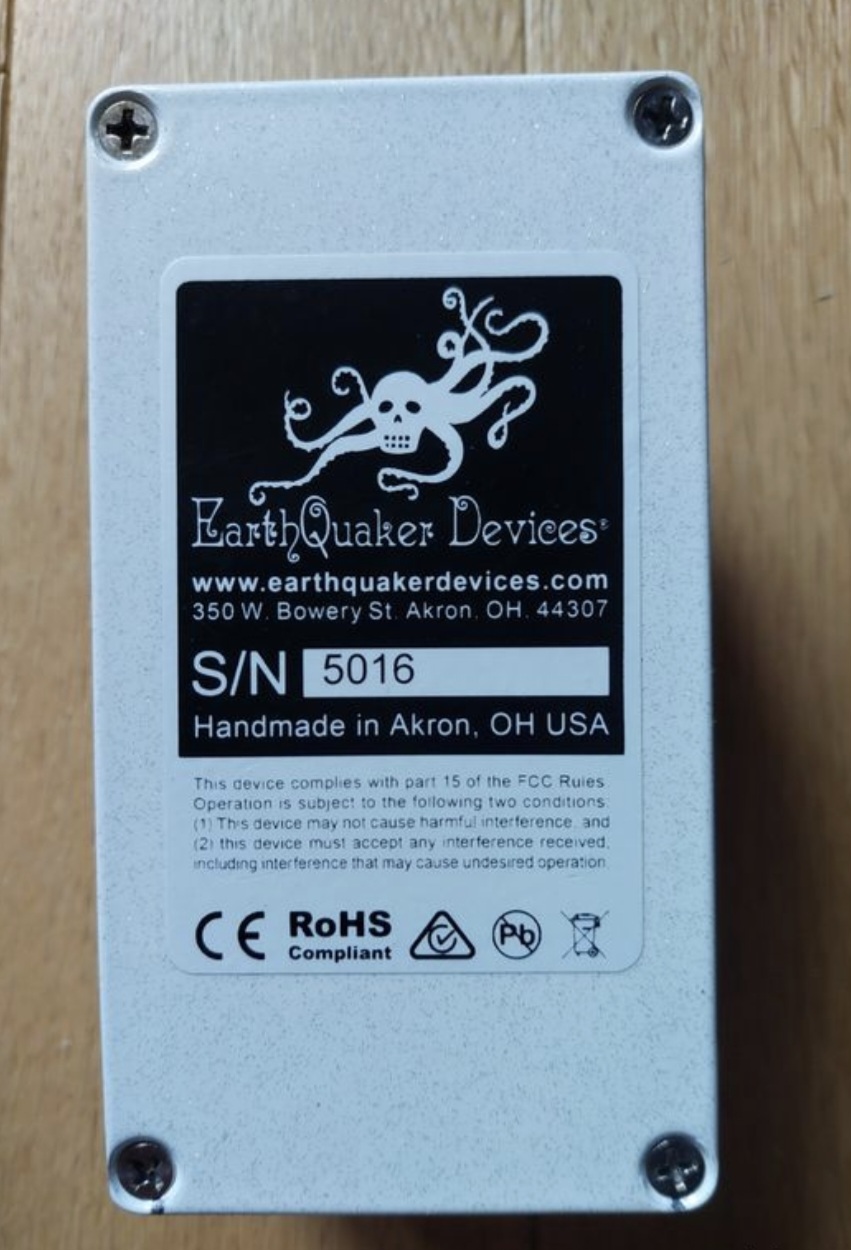 EarthQuaker Devices®
www.earthquakerdevices.com
350 W. Bowery St. Akron, OH. 44307
S/N 5016
Handmade in Akron, OH USA
This device complies with part 15 of the FCC Rules
Operation is subject to the following two conditions:
(1) This device may not cause harmful interference, and
(2) this device must accept any interference received,
including interference that may cause undesired operation.
CE RoHS Pb
Compliant